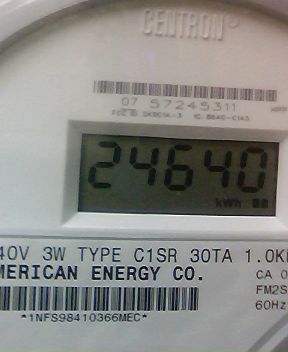 CENTRON®
07 57245311
24640
kWh
40V 3W TYPE C1SR 30TA 1.0K
MERICAN ENERGY CO.
CA 0
FM2S
60Hz
*1NFS98410366MEC*